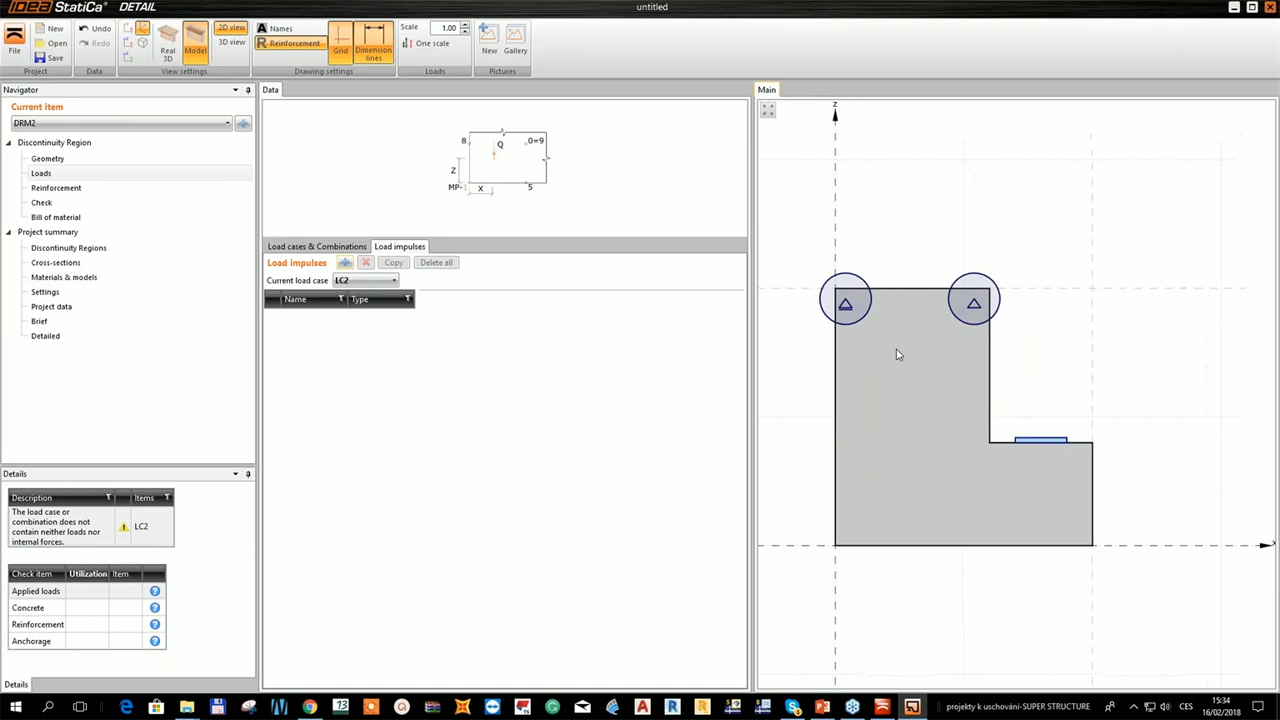 IDEA StatiCa DETAIL
untitled
File
New
Open
Save
Project
Undo
Redo
Data
Real 3D
Model
View settings
2D view
3D view
Names
Reinforcement
Grid
Dimension lines
Drawing settings
Scale 1.00
One scale
Loads
New
Gallery
Pictures
Navigator
Current item
DRM2
Discontinuity Region
Geometry
Loads
Reinforcement
Check
Bill of material
Project summary
Discontinuity Regions
Cross-sections
Materials & models
Settings
Project data
Brief
Detailed
Details
Description Items
The load case or
combination does not
contain neither loads nor
internal forces.
LC2
Check item Utilization Item
Applied loads
Concrete
Reinforcement
Anchorage
Details
Data
8 Q 0=9
Z
MP-1 X 5
Load cases & Combinations Load impulses
Load impulses Copy Delete all
Current load case LC2
Name Type
Main
z
projekty k uschování-SUPER STRUCTURE
CES
15:34
16/02/2018